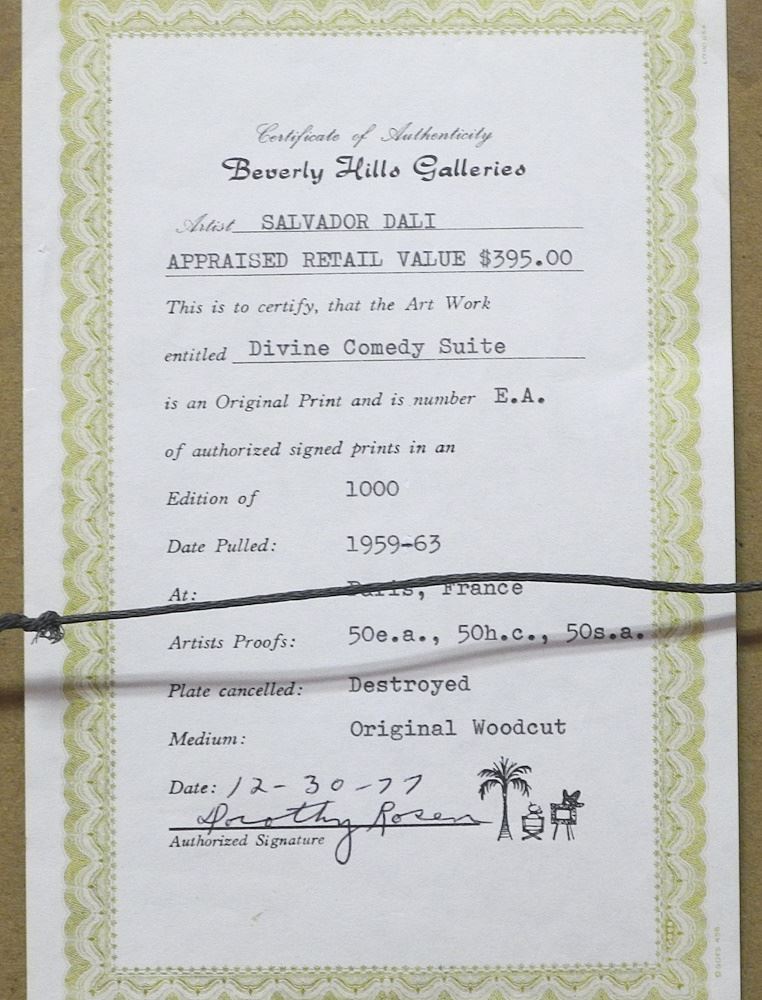 Certificate of Authenticity
Beverly Hills Galleries
Artist SALVADOR DALI
APPRAISED RETAIL VALUE $395.00
This is to certify, that the Art Work
entitled Divine Comedy Suite
is an Original Print and is number E.A.
of authorized signed prints in an
Edition of 1000
Date Pulled: 1959-63
At: Paris, France
Artists Proofs: 50e.a., 50h.c., 50s.a.
Plate cancelled: Destroyed
Medium: Original Woodcut
Date: 12-30-77
Dorothy Rosen
Authorized Signature